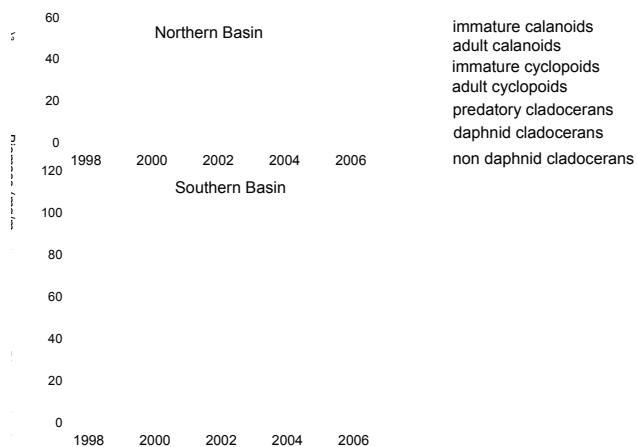 60
Northern Basin
40
20
0
1998 2000 2002 2004 2006
immature calanoids
adult calanoids
immature cyclopoids
adult cyclopoids
predatory cladocerans
daphnid cladocerans
non daphnid cladocerans
120
Southern Basin
100
80
60
40
20
0
1998 2000 2002 2004 2006